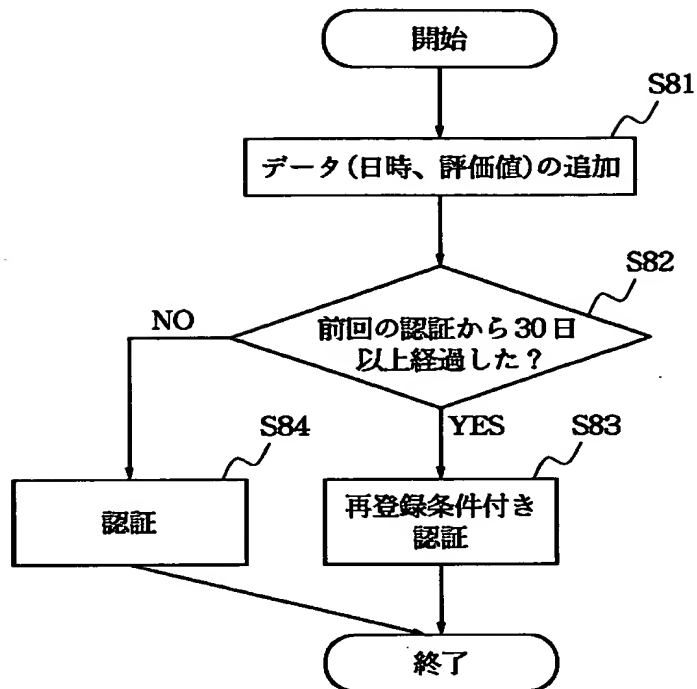 開始
S81
データ(日時、評価値)の追加
S82
NO
前回の認証から30日
以上経過した?
YES
S84
S83
認証
再登録条件付き
認証
終了